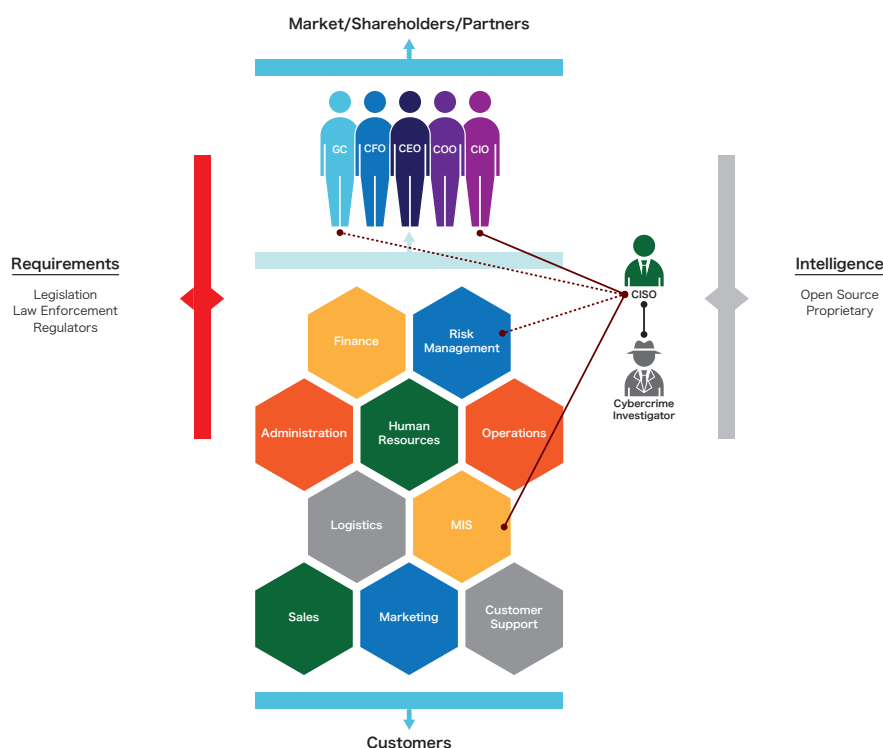 Market/Shareholders/Partners
GC
CFO
CEO
COO
CIO
Requirements
Legislation
Law Enforcement
Regulators
CISO
Cybercrime
Investigator
Intelligence
Open Source
Proprietary
Finance
Risk
Management
Administration
Human
Resources
Operations
Logistics
MIS
Sales
Marketing
Customer
Support
Customers